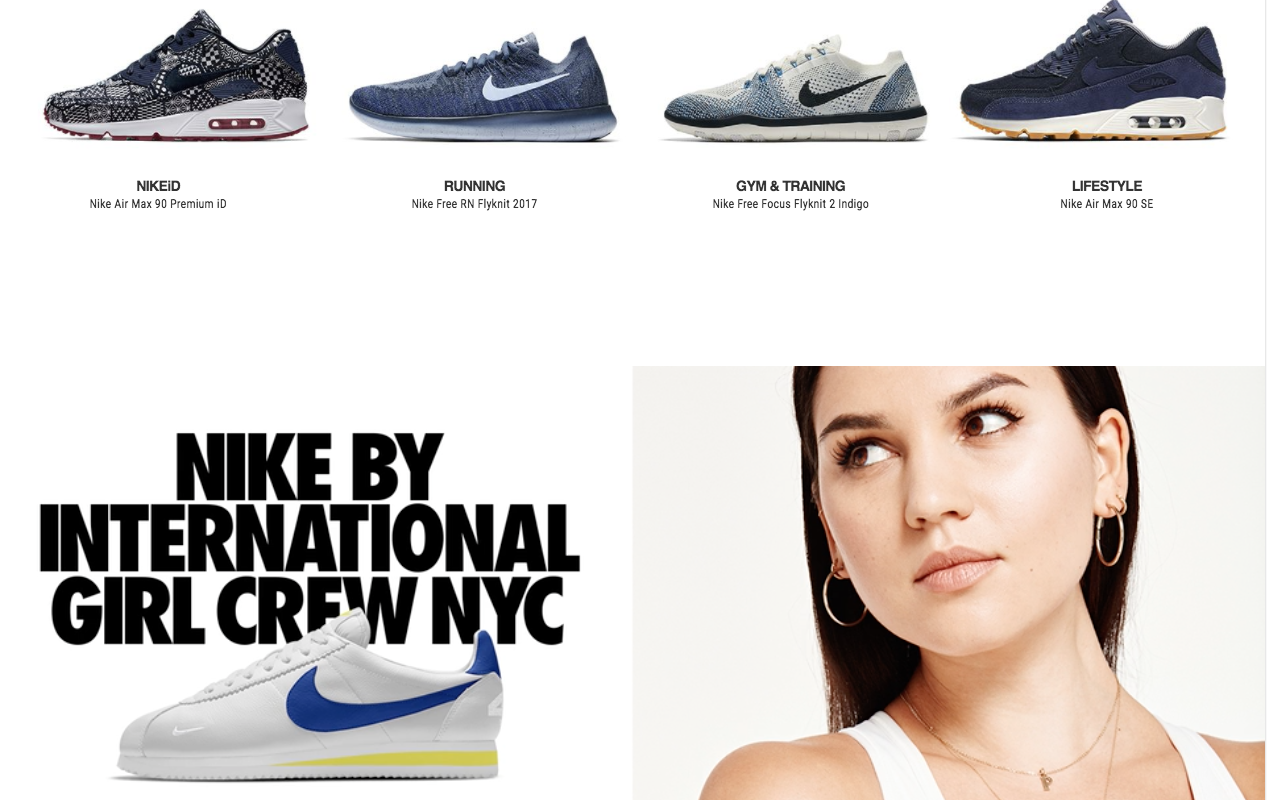 NIKEiD
Nike Air Max 90 Premium iD
RUNNING
Nike Free RN Flyknit 2017
GYM & TRAINING
Nike Free Focus Flyknit 2 Indigo
LIFESTYLE
Nike Air Max 90 SE
NIKE BY
INTERNATIONAL
GIRL CREW NYC